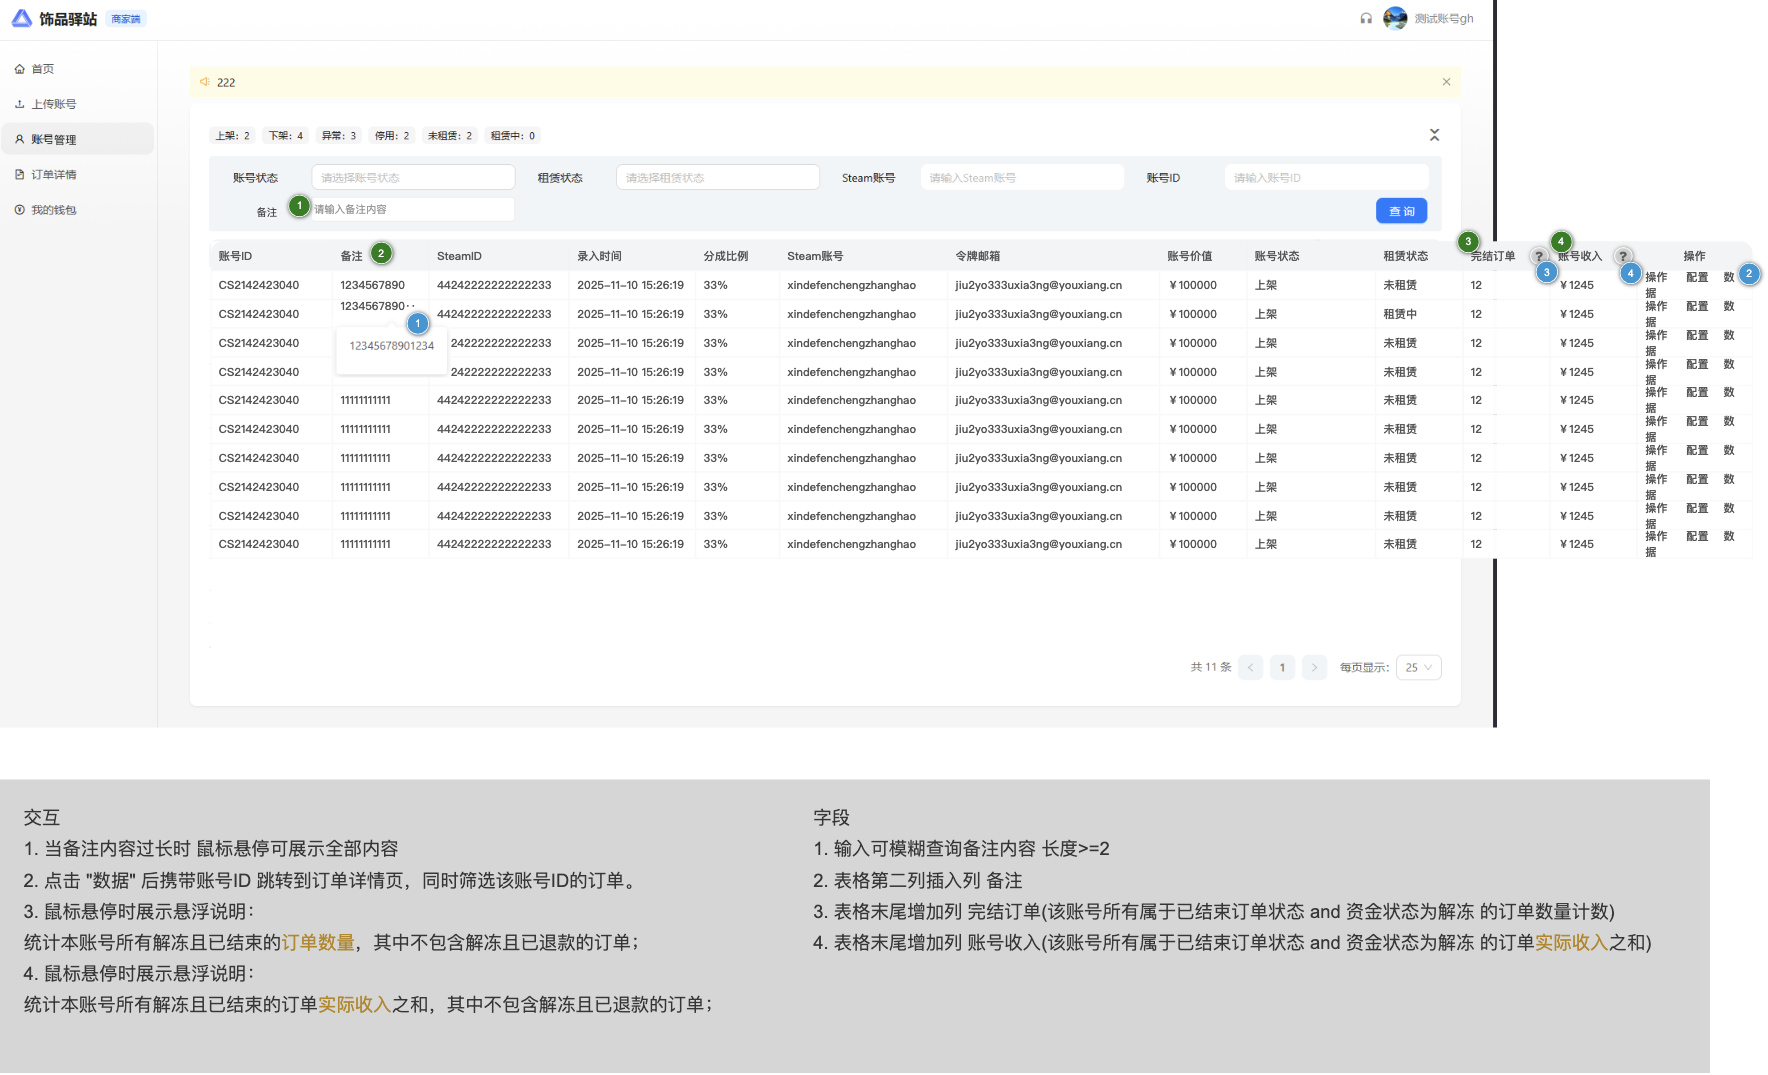 饰品驿站 商家端
测试账号gh
首页
上传账号
账号管理
订单详情
我的钱包
222
上架: 2 下架: 4 异常: 3 停用: 2 未租赁: 2 租赁中: 0
账号状态 请选择账号状态 租赁状态 请选择租赁状态 Steam账号 请输入Steam账号 账号ID 请输入账号ID
备注 1 请输入备注内容 查 询
账号ID 备注 2 SteamID 录入时间 分成比例 Steam账号 令牌邮箱 账号价值 账号状态 租赁状态 3 完结订单 ? 3 4 账号收入 ? 4 操作 2
CS2142423040 1234567890 44242222222222233 2025-11-10 15:26:19 33% xindefenchengzhanghao jiu2yo333uxia3ng@youxiang.cn ¥100000 上架 未租赁 12 ¥1245 操作 配置 数据
CS2142423040 1234567890·· 1 44242222222222233 2025-11-10 15:26:19 33% xindefenchengzhanghao jiu2yo333uxia3ng@youxiang.cn ¥100000 上架 租赁中 12 ¥1245 操作 配置 数据
CS2142423040 12345678901234 242222222222233 2025-11-10 15:26:19 33% xindefenchengzhanghao jiu2yo333uxia3ng@youxiang.cn ¥100000 上架 未租赁 12 ¥1245 操作 配置 数据
CS2142423040 242222222222233 2025-11-10 15:26:19 33% xindefenchengzhanghao jiu2yo333uxia3ng@youxiang.cn ¥100000 上架 未租赁 12 ¥1245 操作 配置 数据
CS2142423040 11111111111 44242222222222233 2025-11-10 15:26:19 33% xindefenchengzhanghao jiu2yo333uxia3ng@youxiang.cn ¥100000 上架 未租赁 12 ¥1245 操作 配置 数据
CS2142423040 11111111111 44242222222222233 2025-11-10 15:26:19 33% xindefenchengzhanghao jiu2yo333uxia3ng@youxiang.cn ¥100000 上架 未租赁 12 ¥1245 操作 配置 数据
CS2142423040 11111111111 44242222222222233 2025-11-10 15:26:19 33% xindefenchengzhanghao jiu2yo333uxia3ng@youxiang.cn ¥100000 上架 未租赁 12 ¥1245 操作 配置 数据
CS2142423040 11111111111 44242222222222233 2025-11-10 15:26:19 33% xindefenchengzhanghao jiu2yo333uxia3ng@youxiang.cn ¥100000 上架 未租赁 12 ¥1245 操作 配置 数据
CS2142423040 11111111111 44242222222222233 2025-11-10 15:26:19 33% xindefenchengzhanghao jiu2yo333uxia3ng@youxiang.cn ¥100000 上架 未租赁 12 ¥1245 操作 配置 数据
CS2142423040 11111111111 44242222222222233 2025-11-10 15:26:19 33% xindefenchengzhanghao jiu2yo333uxia3ng@youxiang.cn ¥100000 上架 未租赁 12 ¥1245 操作 配置 数据
共 11 条 < 1 > 每页显示: 25
交互
1. 当备注内容过长时 鼠标悬停可展示全部内容
2. 点击 "数据" 后携带账号ID 跳转到订单详情页，同时筛选该账号ID的订单。
3. 鼠标悬停时展示悬浮说明：
统计本账号所有解冻且已结束的订单数量，其中不包含解冻且已退款的订单；
4. 鼠标悬停时展示悬浮说明：
统计本账号所有解冻且已结束的订单实际收入之和，其中不包含解冻且已退款的订单；
字段
1. 输入可模糊查询备注内容 长度>=2
2. 表格第二列插入列 备注
3. 表格末尾增加列 完结订单(该账号所有属于已结束订单状态 and 资金状态为解冻 的订单数量计数)
4. 表格末尾增加列 账号收入(该账号所有属于已结束订单状态 and 资金状态为解冻 的订单实际收入之和)